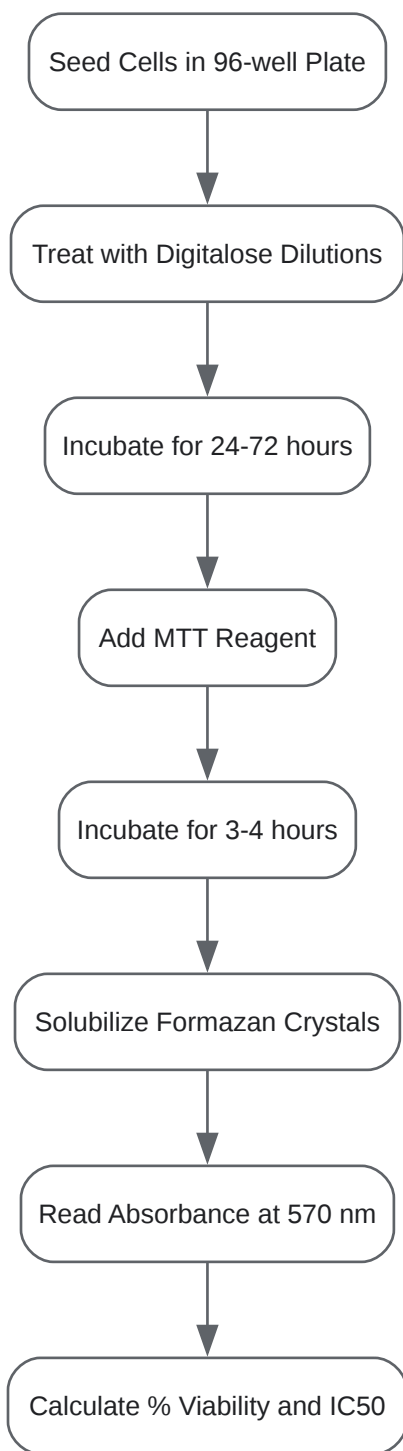 Seed Cells in 96-well Plate
Treat with Digitalose Dilutions
Incubate for 24-72 hours
Add MTT Reagent
Incubate for 3-4 hours
Solubilize Formazan Crystals
Read Absorbance at 570 nm
Calculate % Viability and IC50